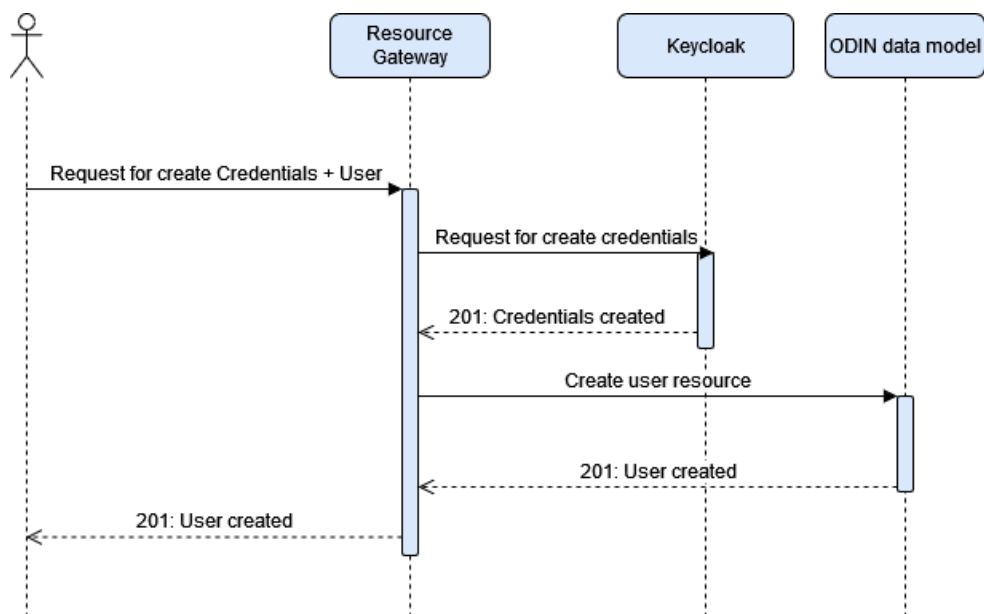 Resource
Gateway
Keycloak
ODIN data model
Request for create Credentials + User
Request for create credentials
201: Credentials created
Create user resource
201: User created
201: User created